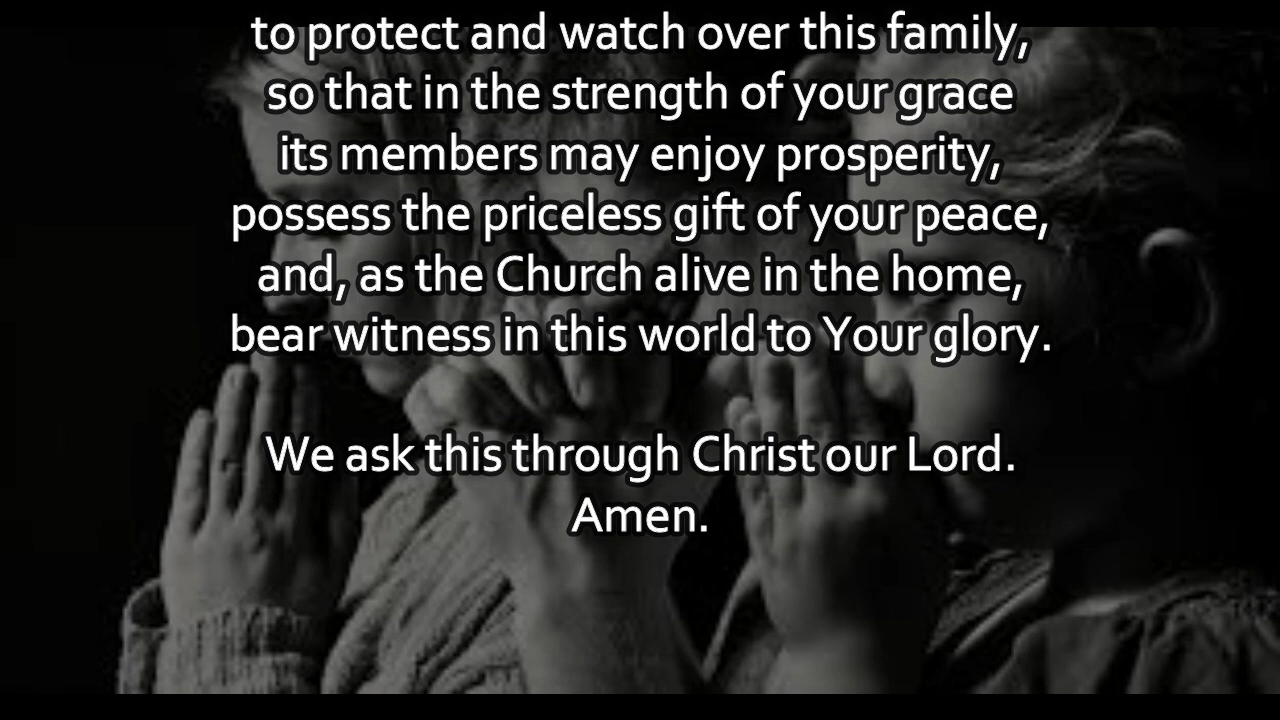 to protect and watch over this family,
so that in the strength of your grace
its members may enjoy prosperity,
possess the priceless gift of your peace,
and, as the Church alive in the home,
bear witness in this world to Your glory.
We ask this through Christ our Lord.
Amen.